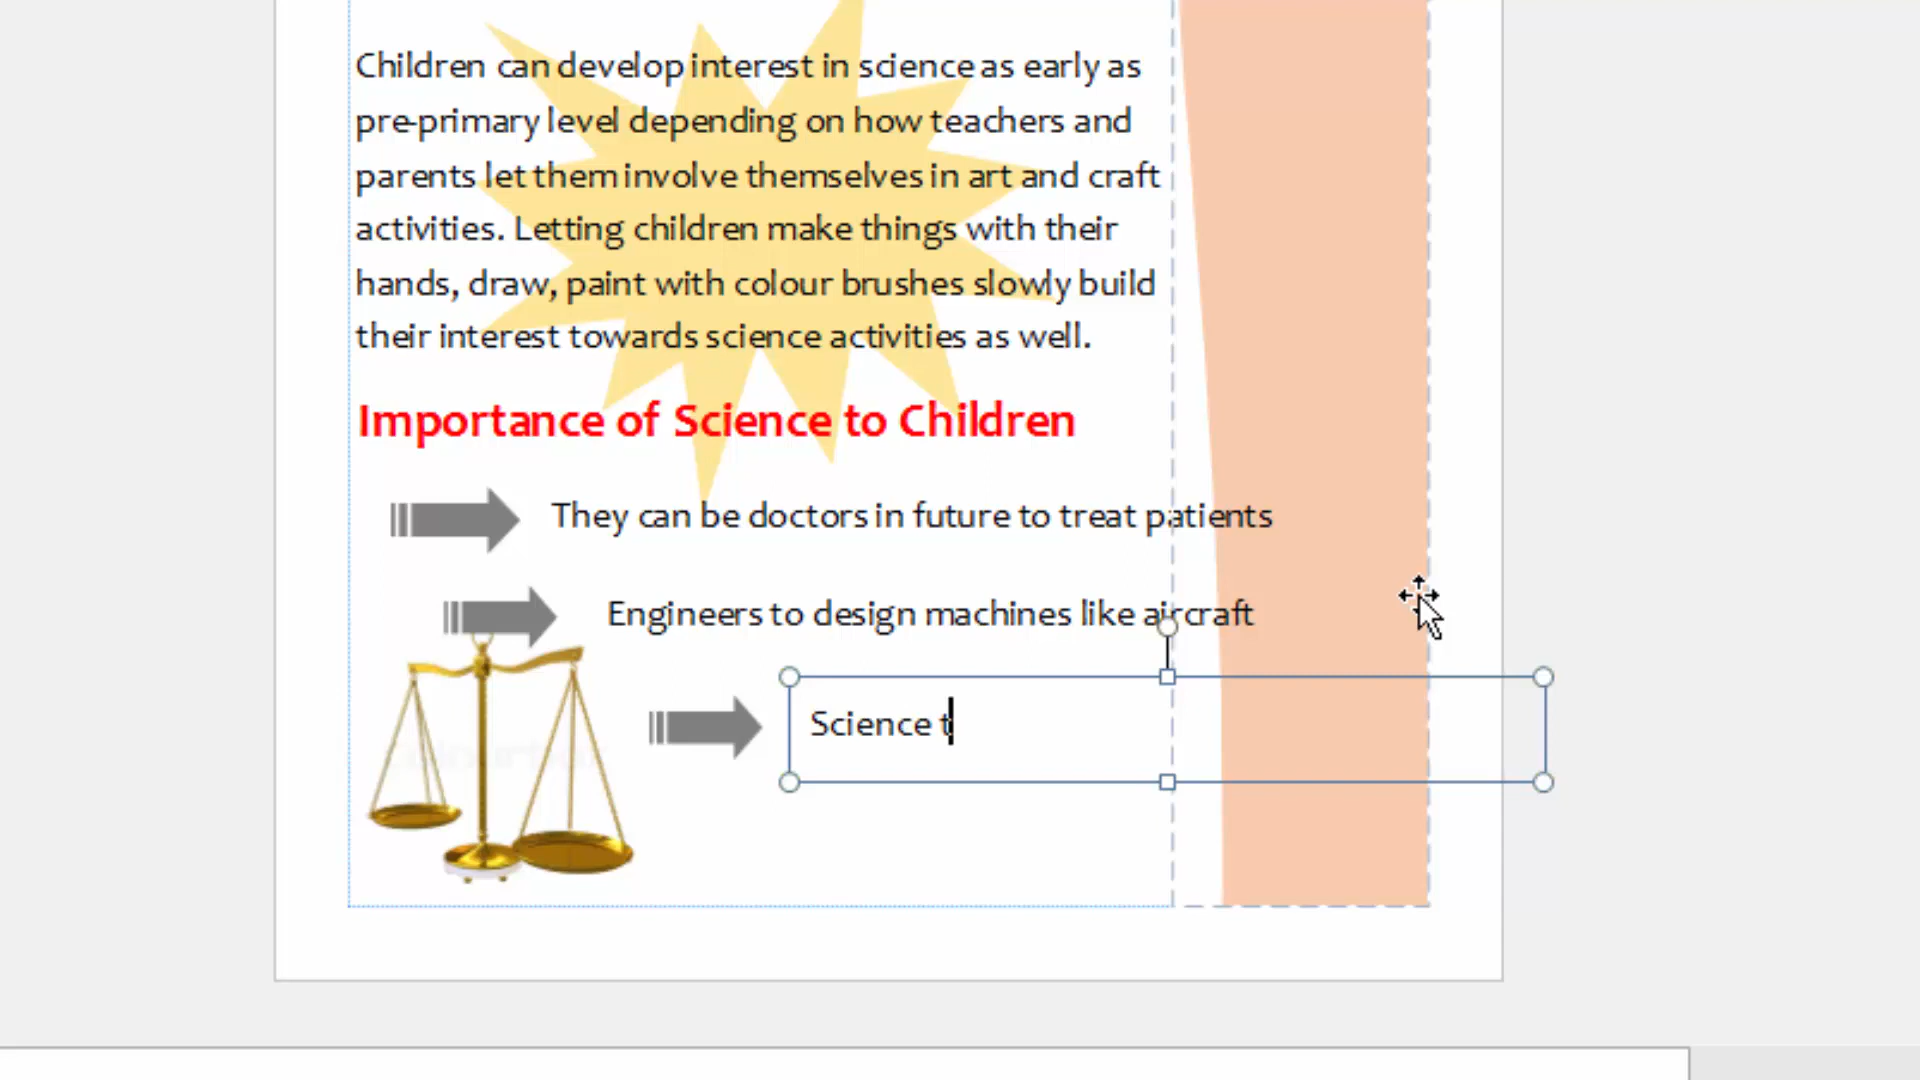 Children can develop interest in science as early as
pre-primary level depending on how teachers and
parents let them involve themselves in art and craft
activities. Letting children make things with their
hands, draw, paint with colour brushes slowly build
their interest towards science activities as well.
Importance of Science to Children
They can be doctors in future to treat patients
Engineers to design machines like aircraft
Science t